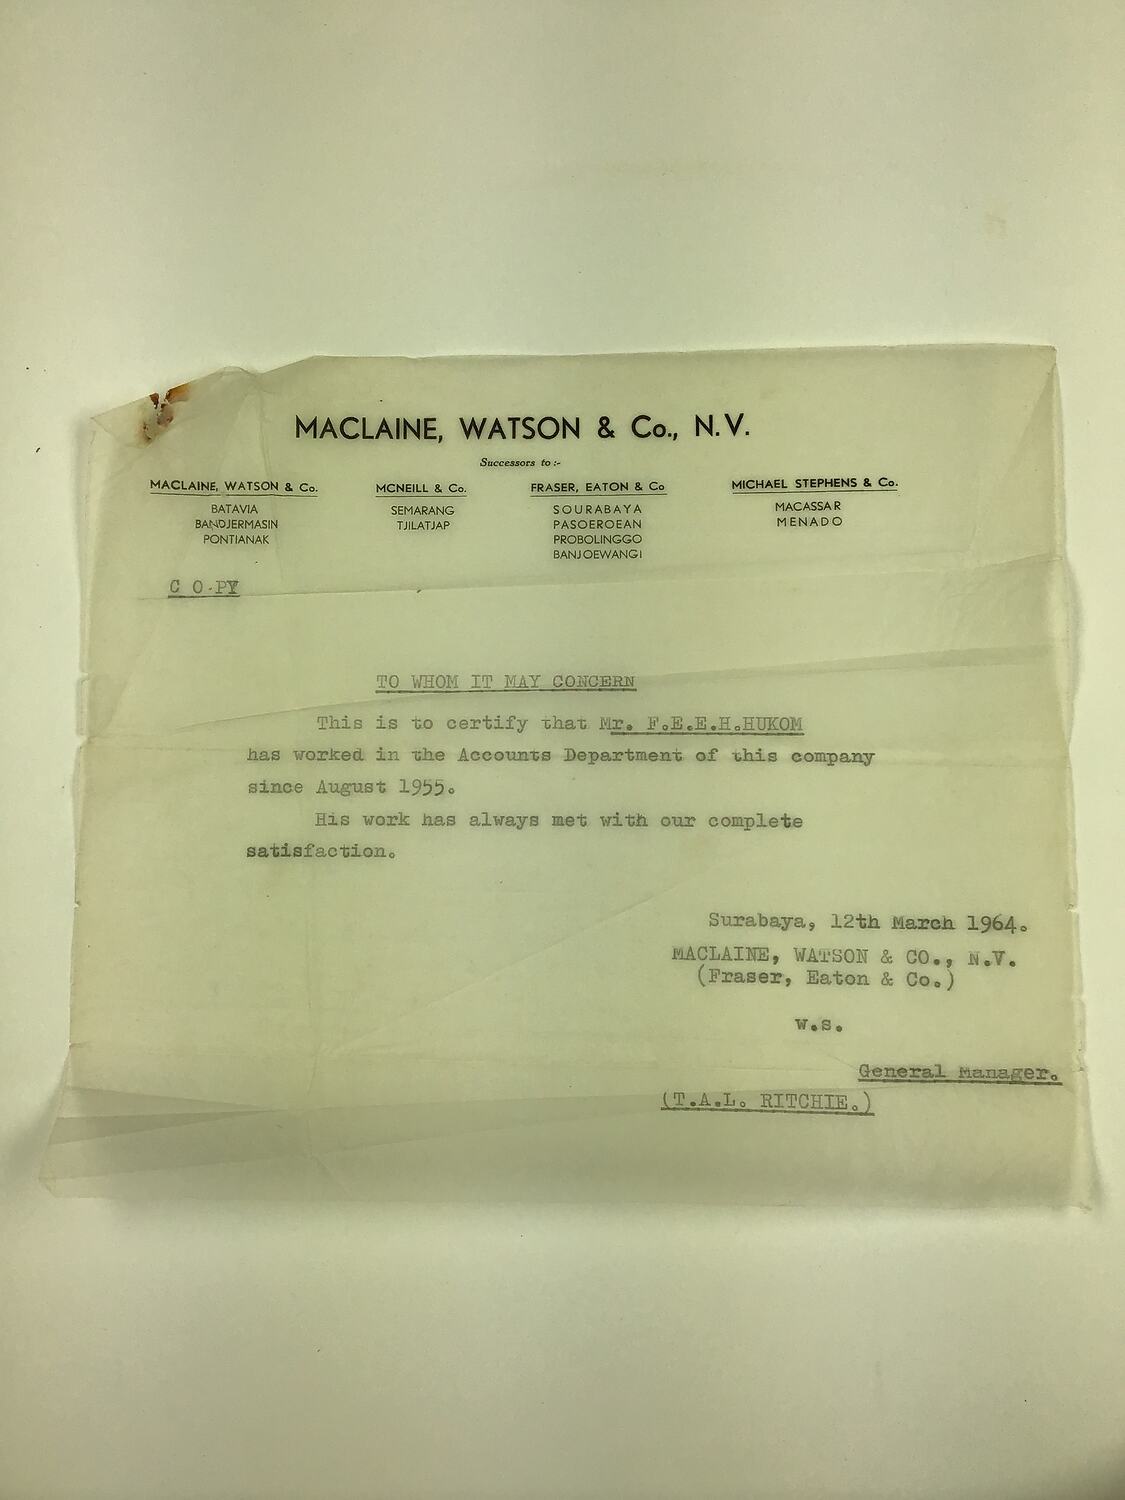 MACLAINE, WATSON & Co., N.V.
Successors to :-
MACLAINE, WATSON & Co.
BATAVIA
BANDJERMASIN
PONTIANAK
MCNEILL & Co.
SEMARANG
TJILATJAP
FRASER, EATON & Co
SOURABAYA
PASOEROEAN
PROBOLINGGO
BANJOEWANGI
MICHAEL STEPHENS & Co.
MACASSAR
MENADO
C O.PY
TO WHOM IT MAY CONCERN
This is to certify that Mr. F.E.E.H.HUKOM
has worked in the Accounts Department of this company
since August 1955.
His work has always met with our complete
satisfaction.
Surabaya, 12th March 1964.
MACLAINE, WATSON & CO., N.V.
(Fraser, Eaton & Co.)
w.s.
General Manager.
(T.A.L. RITCHIE.)